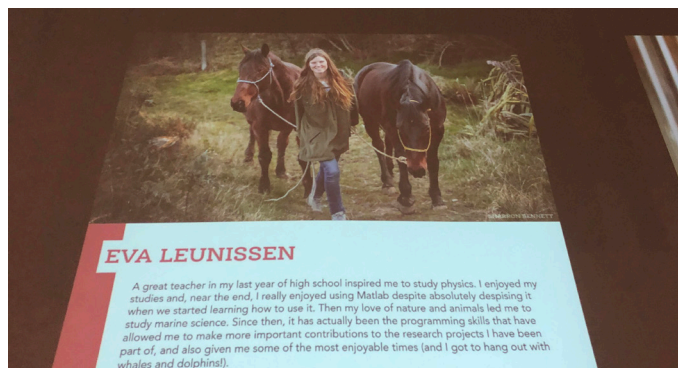 SHARRON BENNETT
EVA LEUNISSEN
A great teacher in my last year of high school inspired me to study physics. I enjoyed my
studies and, near the end, I really enjoyed using Matlab despite absolutely despising it
when we started learning how to use it. Then my love of nature and animals led me to
study marine science. Since then, it has actually been the programming skills that have
allowed me to make more important contributions to the research projects I have been
part of, and also given me some of the most enjoyable times (and I got to hang out with
whales and dolphins!).